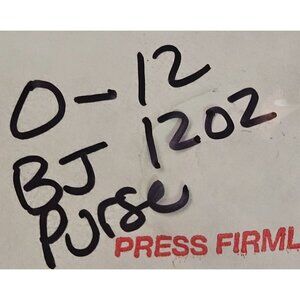 0-12
BJ 1202
Purse
PRESS FIRML